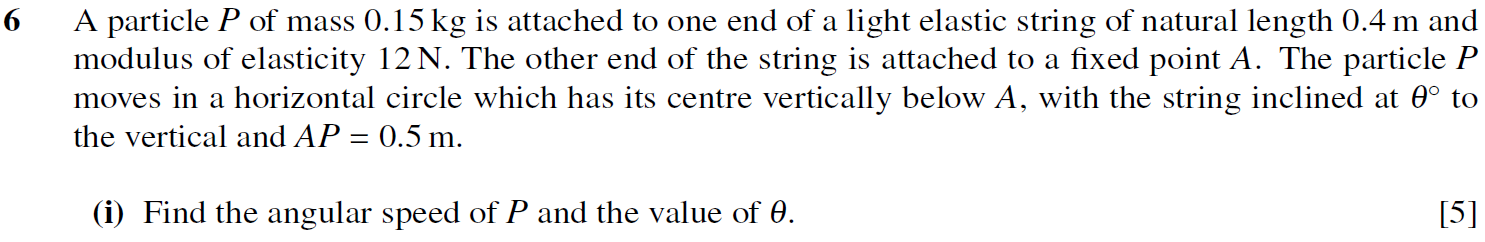 6 A particle P of mass 0.15 kg is attached to one end of a light elastic string of natural length 0.4 m and
modulus of elasticity 12 N. The other end of the string is attached to a fixed point A. The particle P
moves in a horizontal circle which has its centre vertically below A, with the string inclined at θ° to
the vertical and AP = 0.5 m.
(i) Find the angular speed of P and the value of θ. [5]